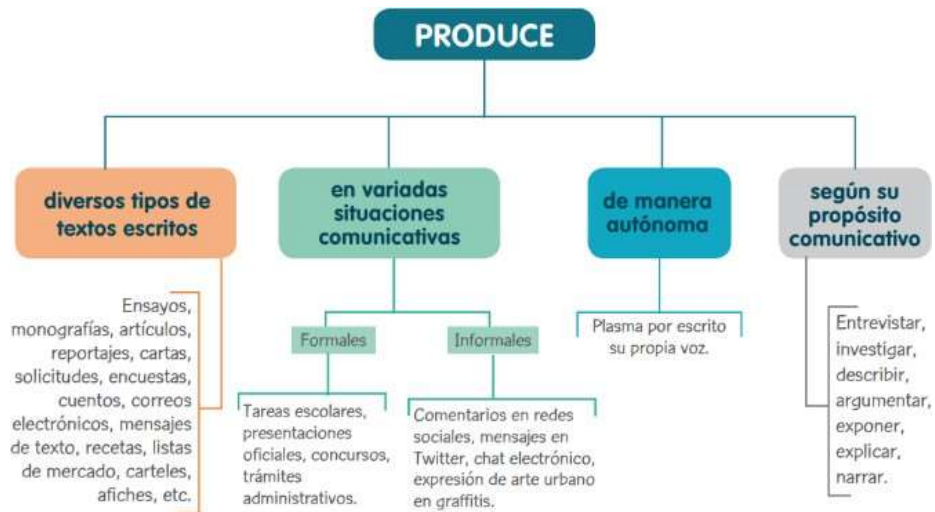 PRODUCE
diversos tipos de
textos escritos
Ensayos,
monografías, artículos,
reportajes, cartas,
solicitudes, encuestas,
cuentos, correos
electrónicos, mensajes
de texto, recetas, listas
de mercado, carteles,
afiches, etc.
en variadas
situaciones
comunicativas
Formales
Tareas escolares,
presentaciones
oficiales, concursos,
trámites
administrativos.
Informales
Comentarios en redes
sociales, mensajes en
Twitter, chat electrónico,
expresión de arte urbano
en graffitis.
de manera
autónoma
Plasma por escrito
su propia voz.
según su
propósito
comunicativo
Entrevistar,
investigar,
describir,
argumentar,
exponer,
explicar,
narrar.